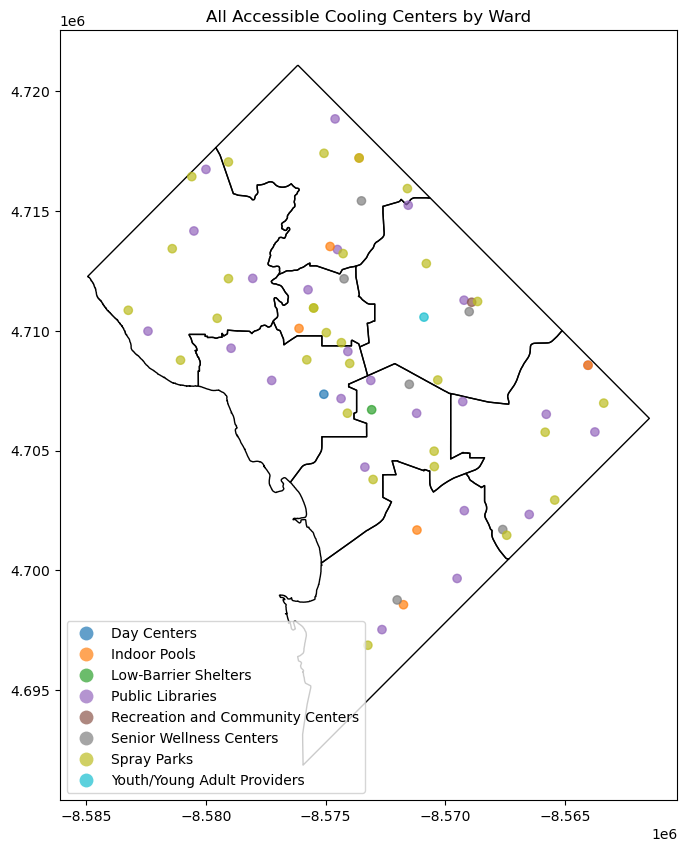 All Accessible Cooling Centers by Ward
1e6
4.720
4.715
4.710
4.705
4.700
4.695
Day Centers
Indoor Pools
Low-Barrier Shelters
Public Libraries
Recreation and Community Centers
Senior Wellness Centers
Spray Parks
Youth/Young Adult Providers
−8.585 −8.580 −8.575 −8.570 −8.565
1e6